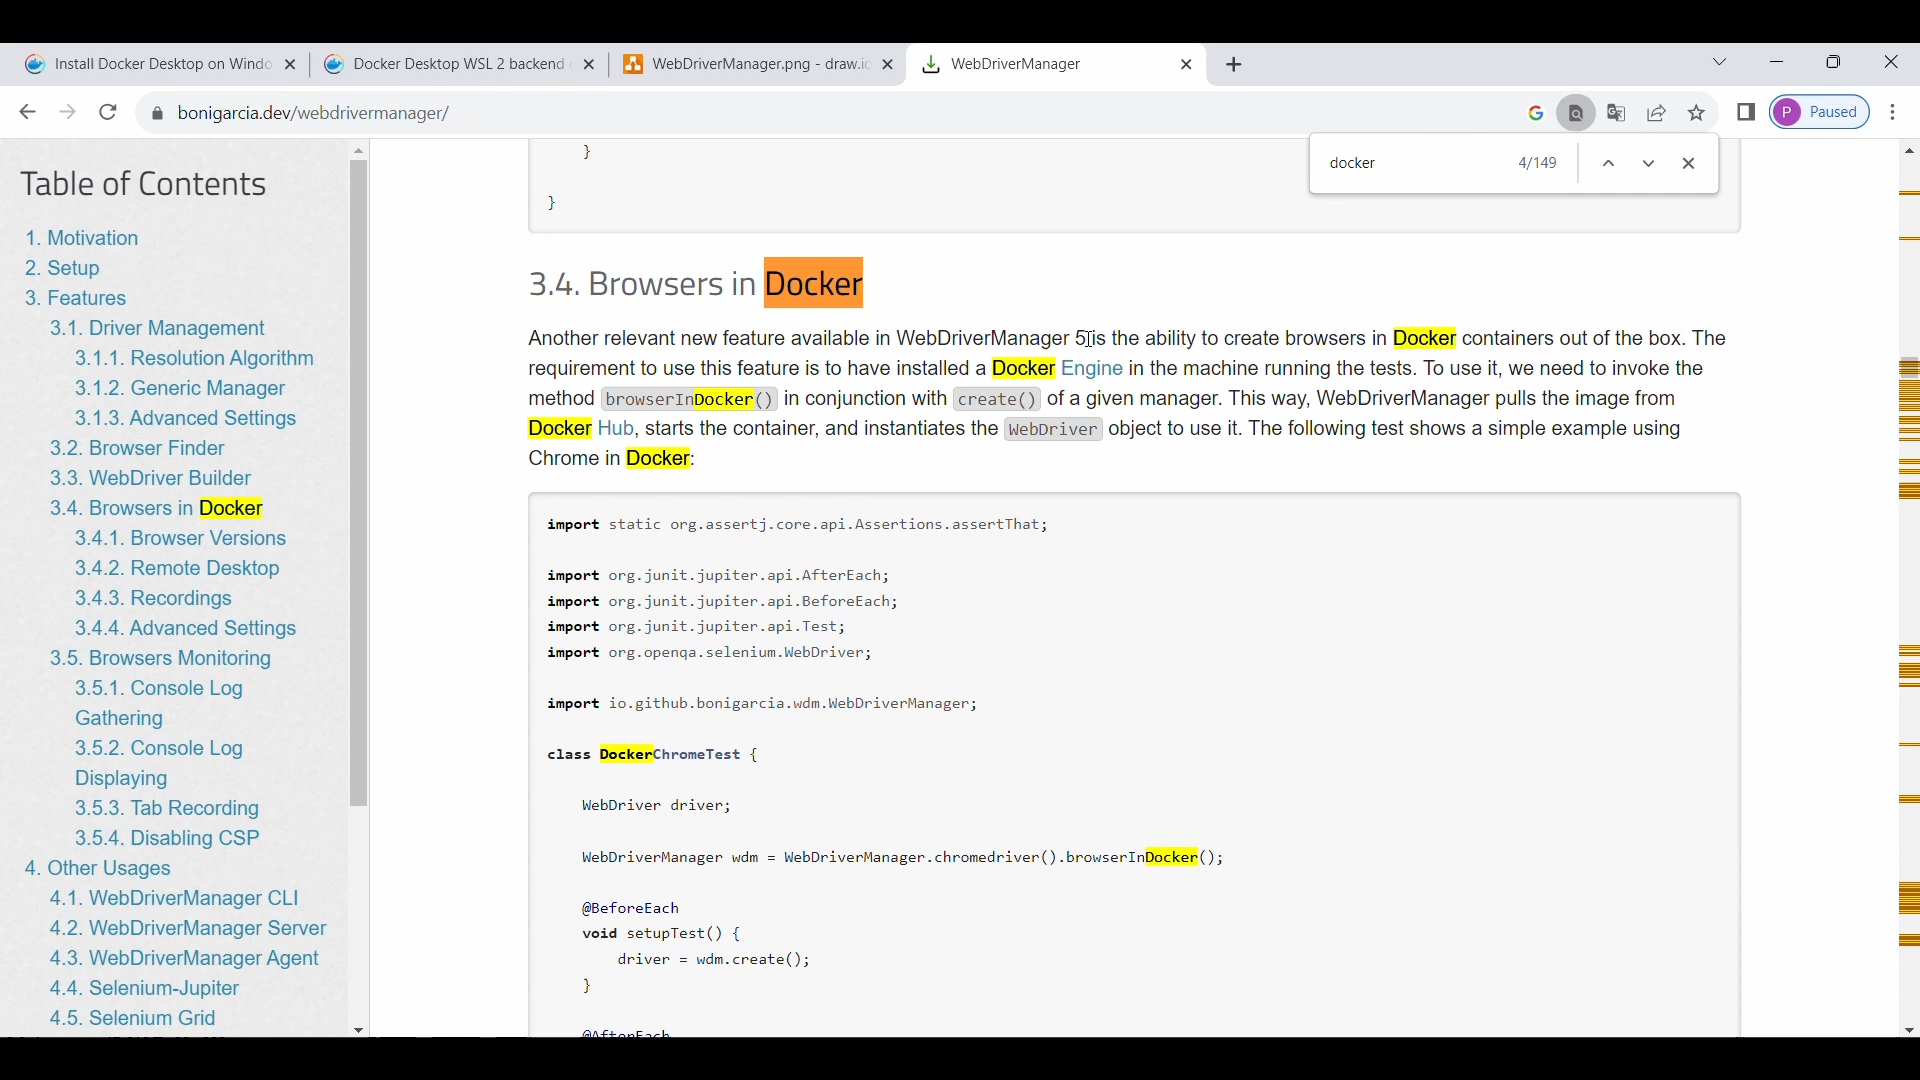 Install Docker Desktop on Windo
Docker Desktop WSL 2 backend
WebDriverManager.png - draw.io
WebDriverManager
bonigarcia.dev/webdrivermanager/
P Paused
docker 4/149
Table of Contents
1. Motivation
2. Setup
3. Features
3.1. Driver Management
3.1.1. Resolution Algorithm
3.1.2. Generic Manager
3.1.3. Advanced Settings
3.2. Browser Finder
3.3. WebDriver Builder
3.4. Browsers in Docker
3.4.1. Browser Versions
3.4.2. Remote Desktop
3.4.3. Recordings
3.4.4. Advanced Settings
3.5. Browsers Monitoring
3.5.1. Console Log
Gathering
3.5.2. Console Log
Displaying
3.5.3. Tab Recording
3.5.4. Disabling CSP
4. Other Usages
4.1. WebDriverManager CLI
4.2. WebDriverManager Server
4.3. WebDriverManager Agent
4.4. Selenium-Jupiter
4.5. Selenium Grid
}
}
3.4. Browsers in Docker
Another relevant new feature available in WebDriverManager 5 is the ability to create browsers in Docker containers out of the box. The
requirement to use this feature is to have installed a Docker Engine in the machine running the tests. To use it, we need to invoke the
method browserInDocker() in conjunction with create() of a given manager. This way, WebDriverManager pulls the image from
Docker Hub, starts the container, and instantiates the WebDriver object to use it. The following test shows a simple example using
Chrome in Docker:
import static org.assertj.core.api.Assertions.assertThat;
import org.junit.jupiter.api.AfterEach;
import org.junit.jupiter.api.BeforeEach;
import org.junit.jupiter.api.Test;
import org.openqa.selenium.WebDriver;
import io.github.bonigarcia.wdm.WebDriverManager;
class DockerChromeTest {
WebDriver driver;
WebDriverManager wdm = WebDriverManager.chromedriver().browserInDocker();
@BeforeEach
void setupTest() {
driver = wdm.create();
}
@AfterEach